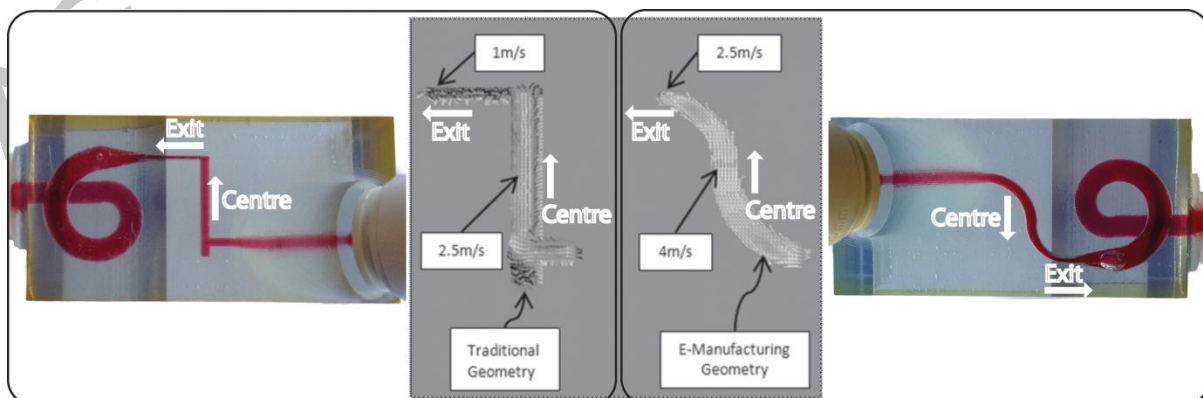 Exit
Centre
1m/s
Exit
Centre
2.5m/s
Traditional
Geometry
2.5m/s
Exit
Centre
4m/s
E-Manufacturing
Geometry
Centre
Exit